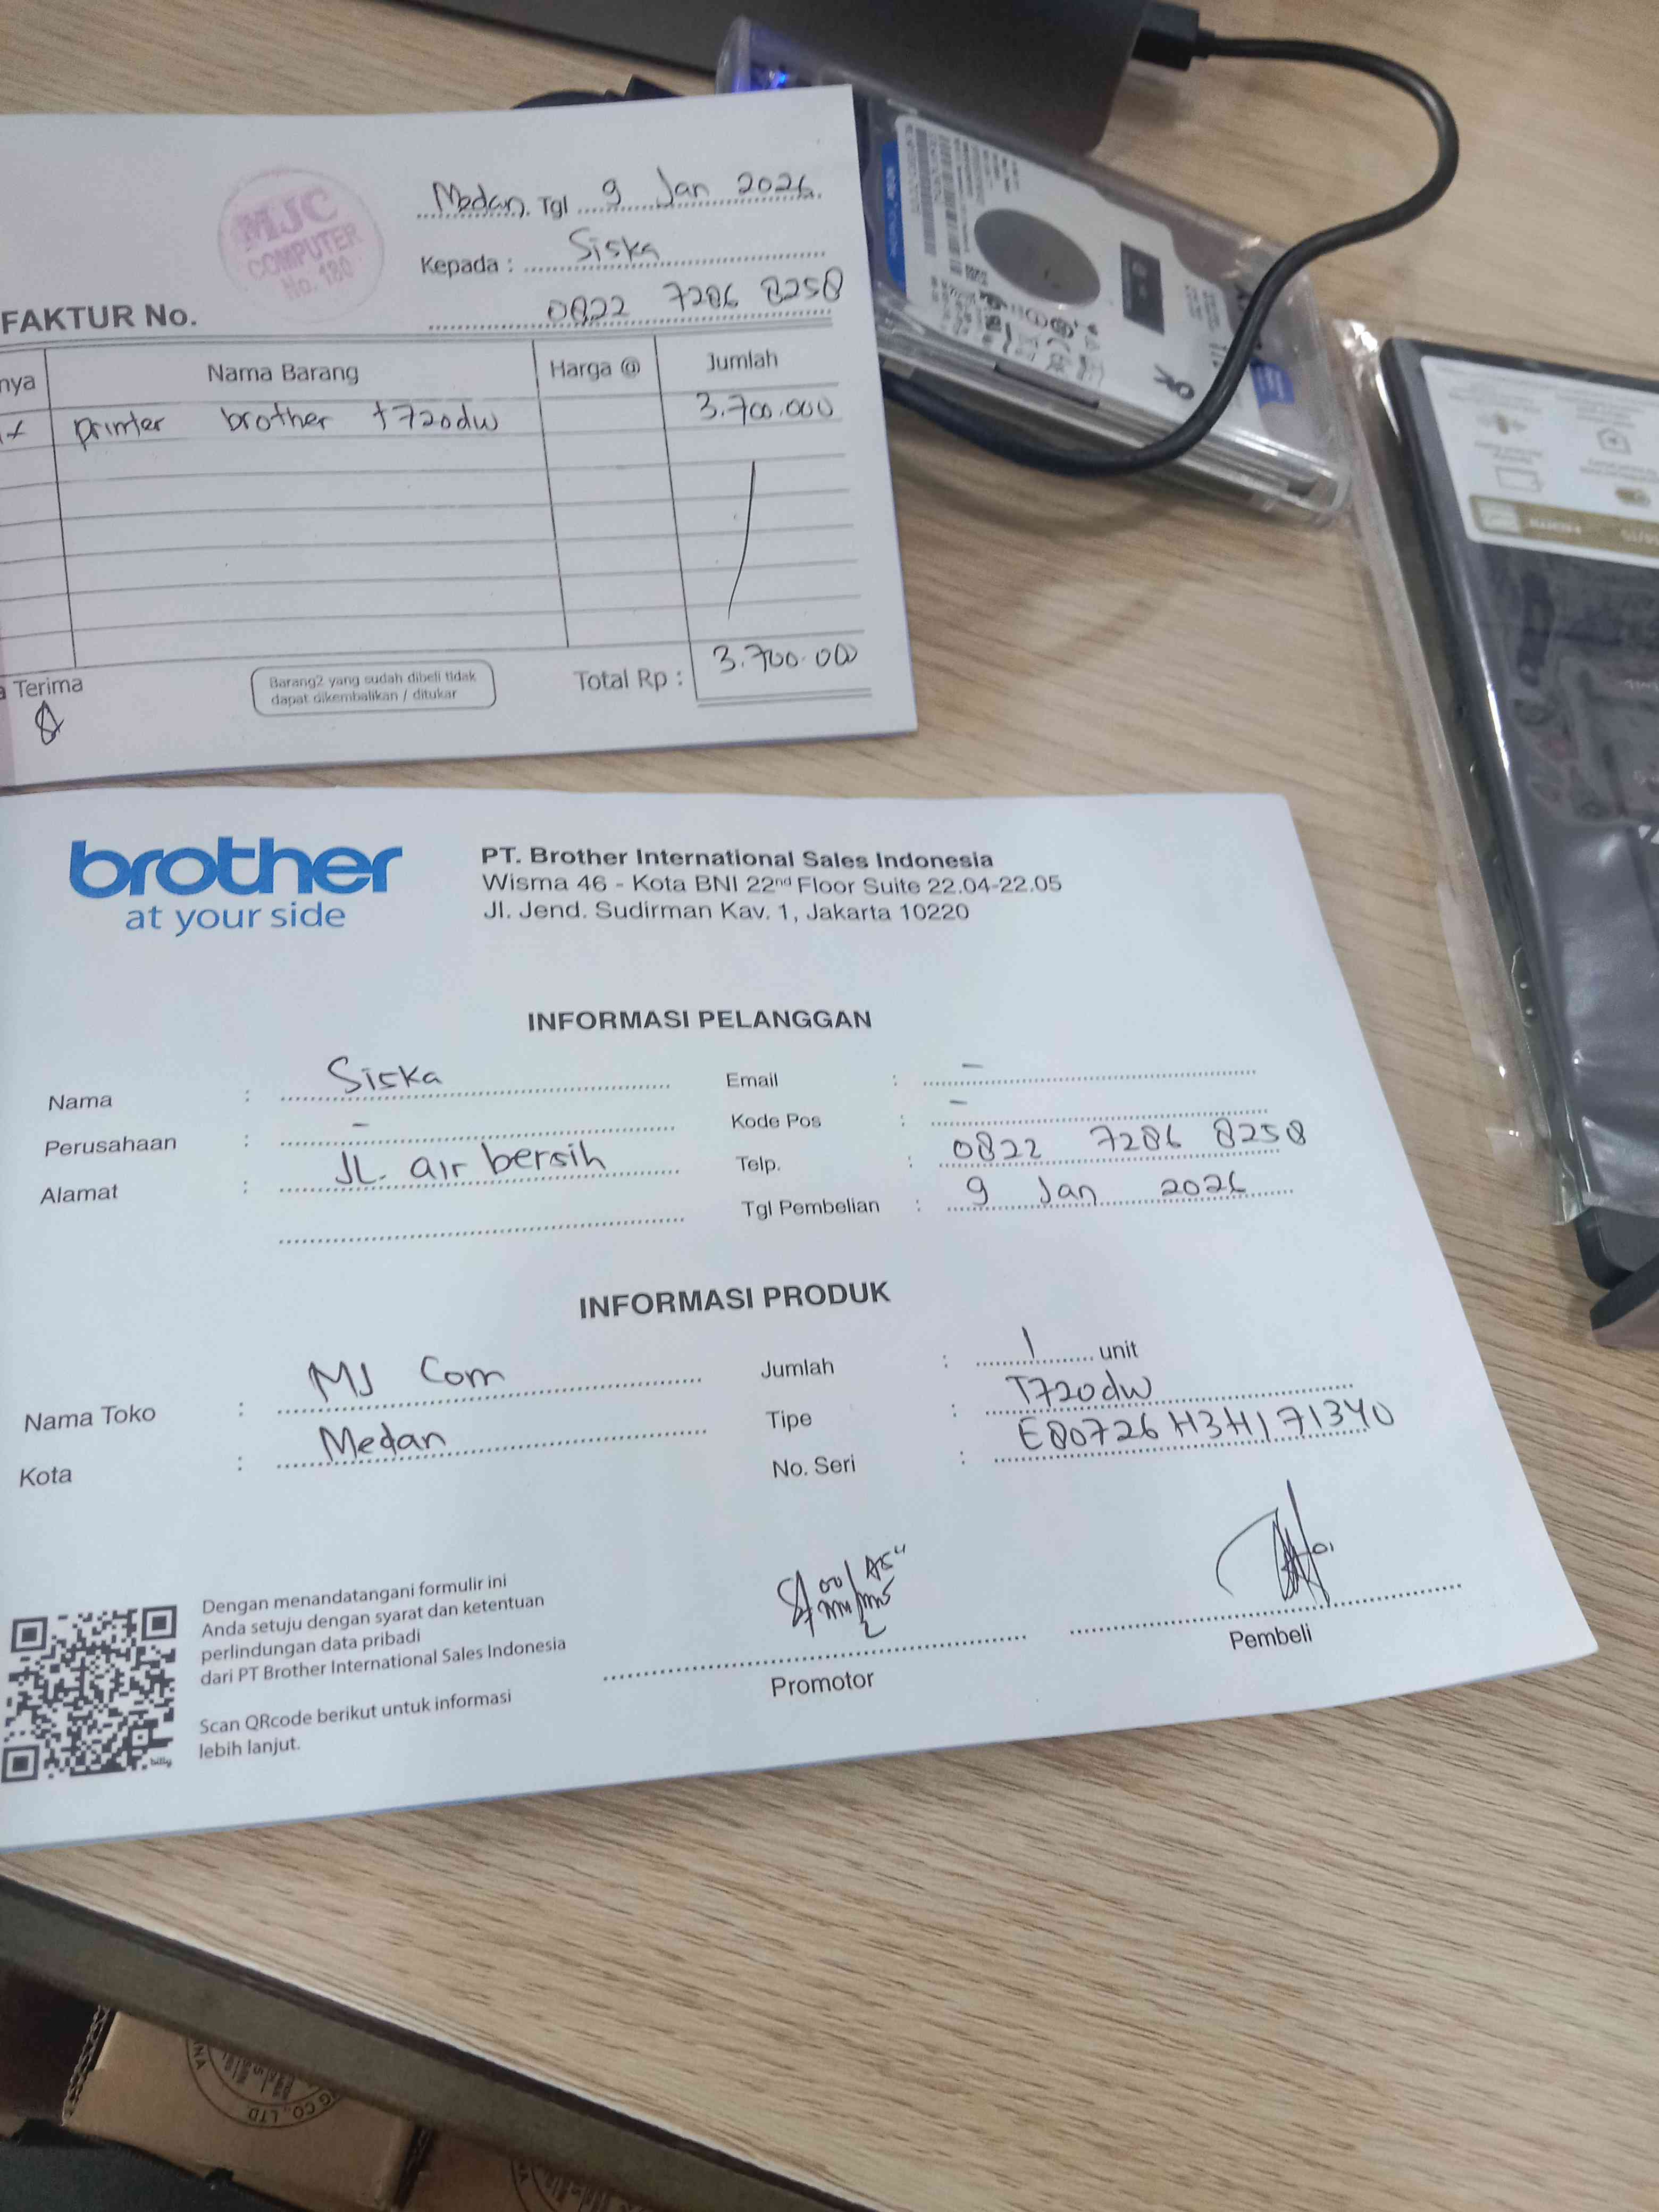 MJC
COMPUTER
No. 180
Medan, Tgl 9 Jan 2026
Kepada : Siska
0822 7286 8258
FAKTUR No.
nya Nama Barang Harga @ Jumlah
printer brother t720dw 3.700.000
Terima
Barang2 yang sudah dibeli tidak
dapat dikembalikan / ditukar
Total Rp : 3.700.000
brother
at your side
PT. Brother International Sales Indonesia
Wisma 46 - Kota BNI 22nd Floor Suite 22.04-22.05
Jl. Jend. Sudirman Kav. 1, Jakarta 10220
INFORMASI PELANGGAN
Nama : Siska
Perusahaan : -
Alamat : JL. air bersih
Email : -
Kode Pos : -
Telp. : 0822 7286 8258
Tgl Pembelian : 9 Jan 2026
INFORMASI PRODUK
Nama Toko : MJ Com
Kota : Medan
Jumlah : 1 unit
Tipe : T720dw
No. Seri : E80726H3H171340
Dengan menandatangani formulir ini
Anda setuju dengan syarat dan ketentuan
perlindungan data pribadi
dari PT Brother International Sales Indonesia
Scan QRcode berikut untuk informasi
lebih lanjut.
Promotor
Pembeli